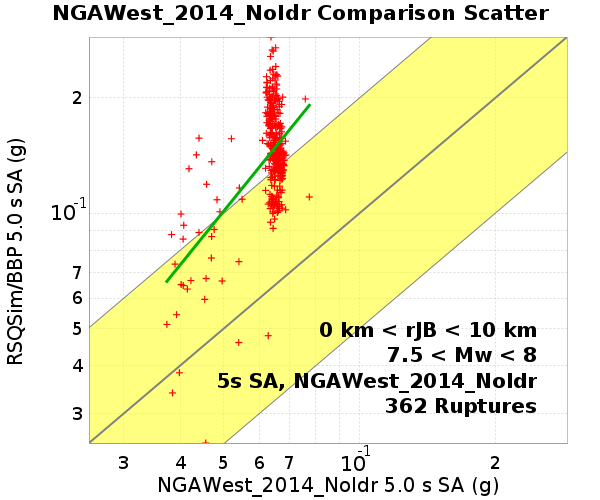 NGAWest_2014_NoIdr Comparison Scatter
RSQSim/BBP 5.0 s SA (g)
2
10-1
7
6
5
4
3
0 km < rJB < 10 km
7.5 < Mw < 8
5s SA, NGAWest_2014_NoIdr
362 Ruptures
3 4 5 6 7 10-1 2
NGAWest_2014_NoIdr 5.0 s SA (g)